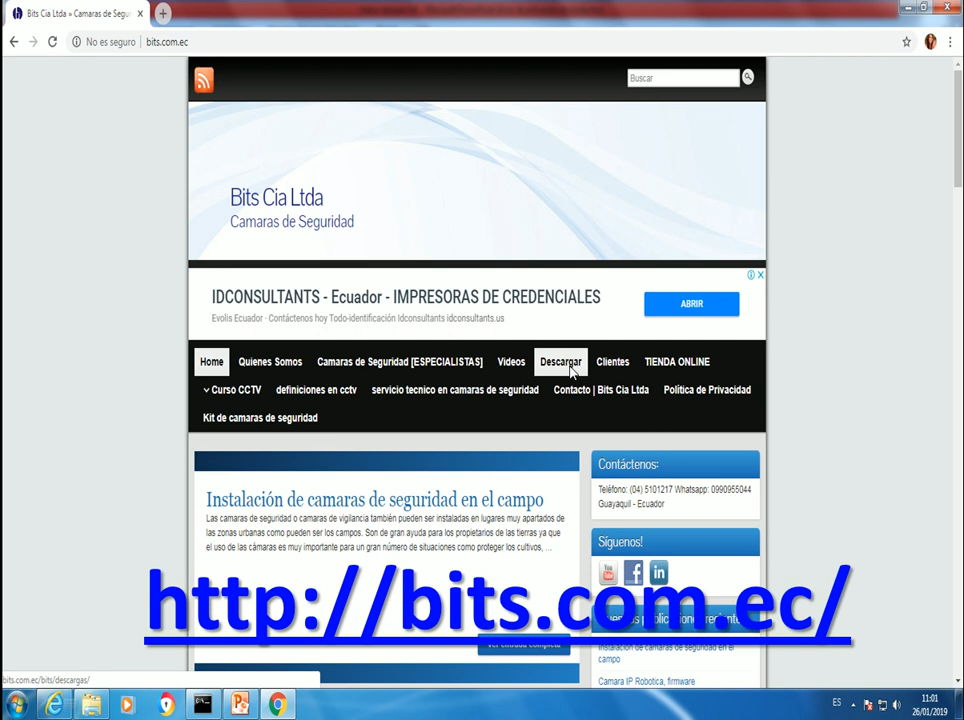 Bits Cia Ltda » Camaras de Segur
No es seguro | bits.com.ec
Buscar
Bits Cia Ltda
Camaras de Seguridad
IDCONSULTANTS - Ecuador - IMPRESORAS DE CREDENCIALES
Evolis Ecuador · Contáctenos hoy Todo-identificación Idconsultants idconsultants.us
ABRIR
Home Quienes Somos Camaras de Seguridad [ESPECIALISTAS] Videos Descargar Clientes TIENDA ONLINE
Curso CCTV definiciones en cctv servicio tecnico en camaras de seguridad Contacto | Bits Cia Ltda Política de Privacidad
Kit de camaras de seguridad
Instalación de camaras de seguridad en el campo
Las camaras de seguridad o camaras de vigilancia también pueden ser instaladas en lugares muy apartados de
las zonas urbanas como pueden ser los campos. Son de gran ayuda para los propietarios de las tierras ya que
el uso de las cámaras es muy importante para un gran número de situaciones como proteger los cultivos, ...
Ver entrada completa
Contáctenos:
Teléfono: (04) 5101217 Whatsapp: 0990955044
Guayaquil - Ecuador
Síguenos!
You
in
publicaciones
Instalación de camaras de seguridad en el
campo
Camara IP Robotica, firmware
http://bits.com.ec/
bits.com.ec/bits/descargas/
ES
11:01
26/01/2019